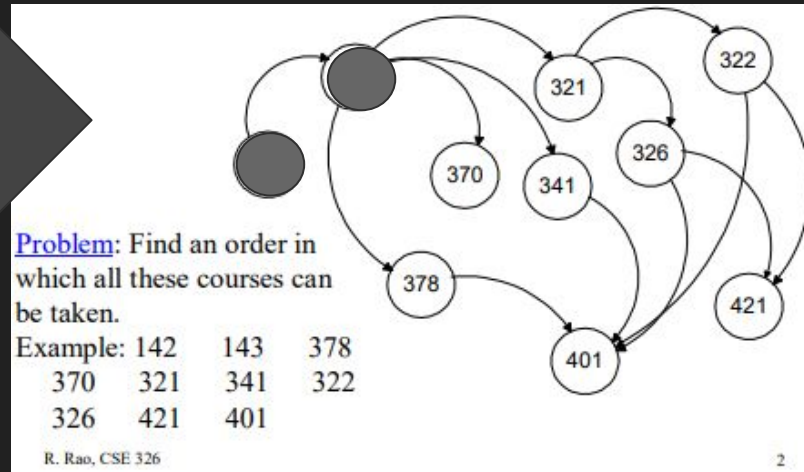 322
321
326
370
341
Problem: Find an order in
which all these courses can
be taken.
378
421
Example: 142 143 378
401
370 321 341 322
326 421 401
R. Rao, CSE 326
2